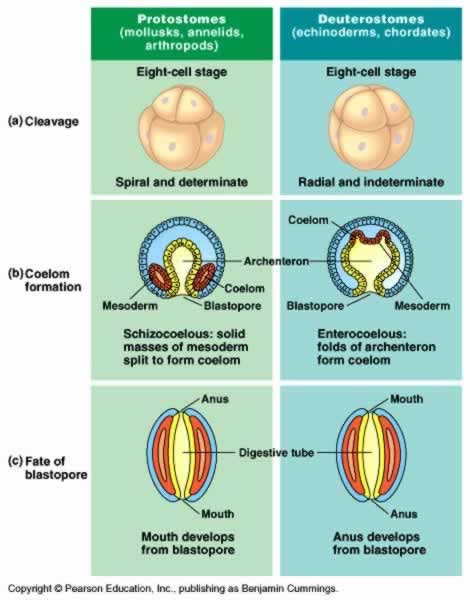 Protostomes
(mollusks, annelids,
arthropods)
Deuterostomes
(echinoderms, chordates)
(a) Cleavage
Eight-cell stage
Spiral and determinate
Eight-cell stage
Radial and indeterminate
(b) Coelom
formation
Archenteron
Coelom
Mesoderm
Blastopore
Schizocoelous: solid
masses of mesoderm
split to form coelom
Coelom
Blastopore
Mesoderm
Enterocoelous:
folds of archenteron
form coelom
(c) Fate of
blastopore
Anus
Digestive tube
Mouth
Mouth develops
from blastopore
Mouth
Anus
Anus develops
from blastopore
Copyright © Pearson Education, Inc., publishing as Benjamin Cummings.